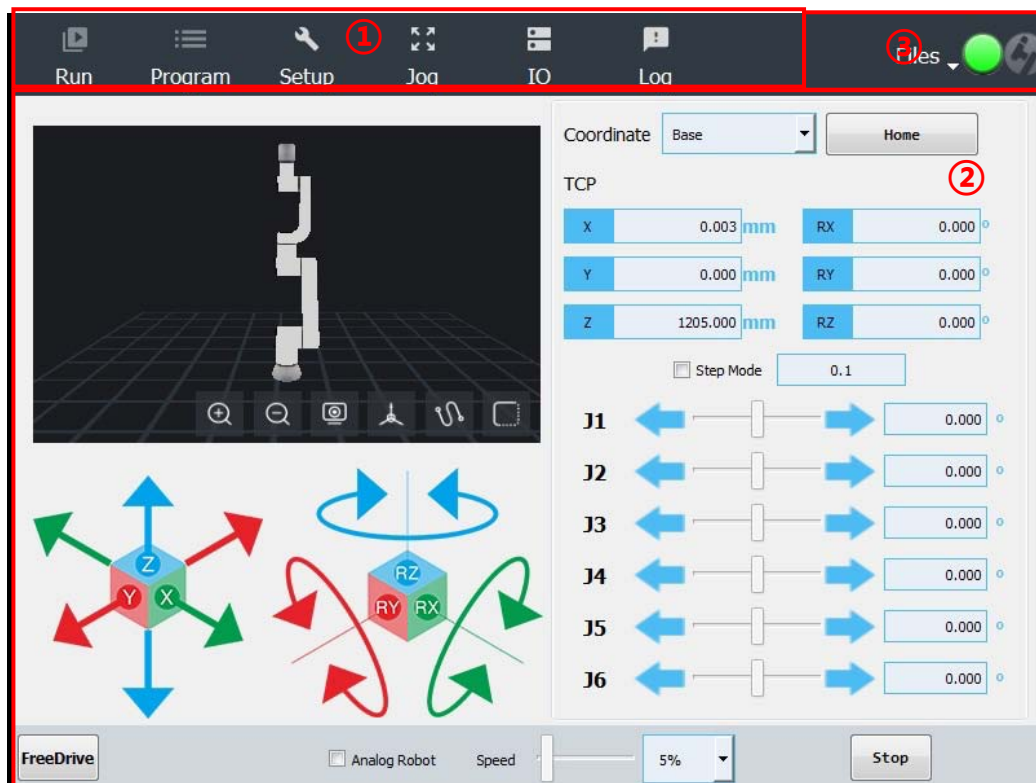 ① ③
Run Program Setup Jog IO Log Files
Coordinate Base Home
②
TCP
X 0.003 mm RX 0.000 °
Y 0.000 mm RY 0.000 °
Z 1205.000 mm RZ 0.000 °
Step Mode 0.1
J1 0.000 °
J2 0.000 °
J3 0.000 °
J4 0.000 °
J5 0.000 °
J6 0.000 °
Z
Y X
RZ
RY RX
FreeDrive Analog Robot Speed 5% Stop